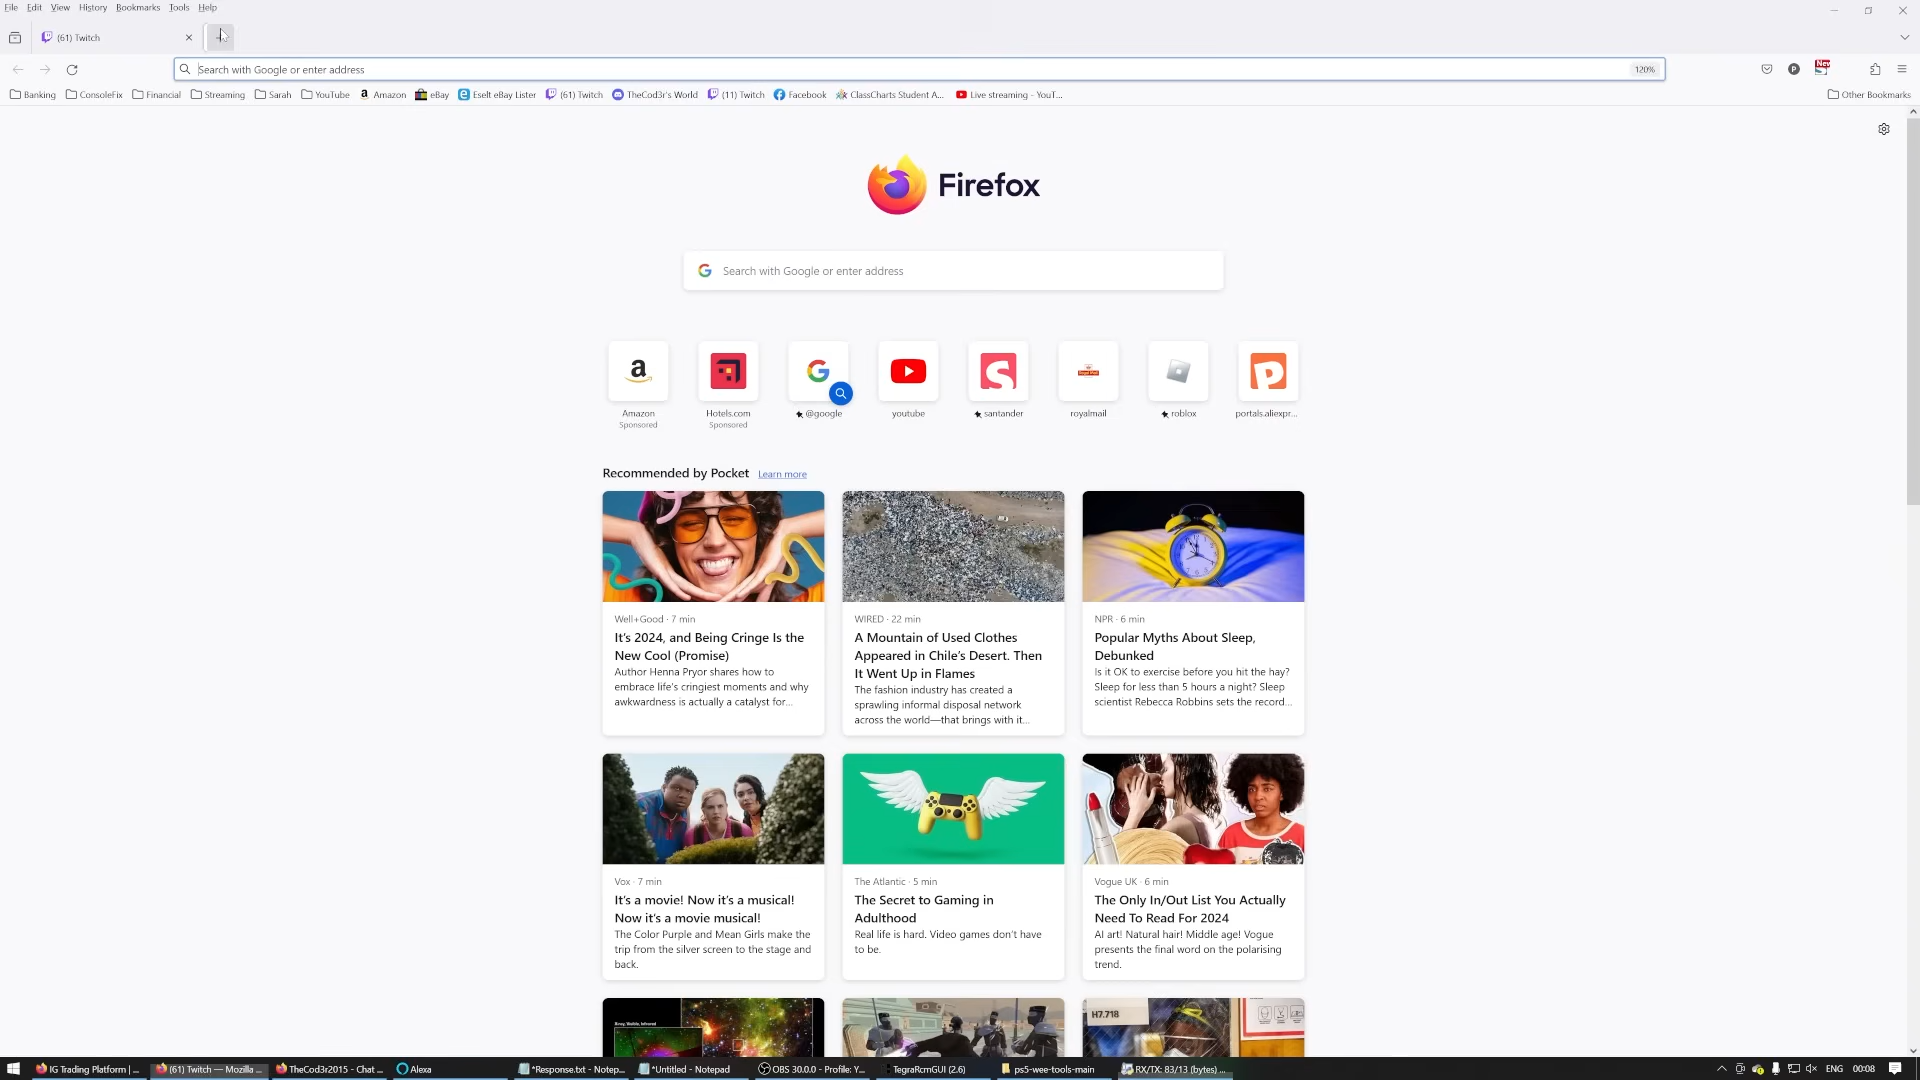 File Edit View History Bookmarks Tools Help
(61) Twitch
Search with Google or enter address
120%
New
Banking ConsoleFix Financial Streaming Sarah YouTube Amazon eBay Eselt eBay Lister (61) Twitch TheCod3r's World (11) Twitch Facebook ClassCharts Student A... Live streaming - YouT... Other Bookmarks
Firefox
Search with Google or enter address
Amazon
Sponsored
Hotels.com
Sponsored
@google
youtube
santander
royalmail
roblox
portals.aliexpr...
Recommended by Pocket Learn more
Well+Good · 7 min
It's 2024, and Being Cringe Is the
New Cool (Promise)
Author Henna Pryor shares how to
embrace life's cringiest moments and why
awkwardness is actually a catalyst for...
WIRED · 22 min
A Mountain of Used Clothes
Appeared in Chile's Desert. Then
It Went Up in Flames
The fashion industry has created a
sprawling informal disposal network
across the world—that brings with it...
NPR · 6 min
Popular Myths About Sleep,
Debunked
Is it OK to exercise before you hit the hay?
Sleep for less than 5 hours a night? Sleep
scientist Rebecca Robbins sets the record...
Vox · 7 min
It's a movie! Now it's a musical!
Now it's a movie musical!
The Color Purple and Mean Girls make the
trip from the silver screen to the stage and
back.
The Atlantic · 5 min
The Secret to Gaming in
Adulthood
Real life is hard. Video games don't have
to be.
Vogue UK · 6 min
The Only In/Out List You Actually
Need To Read For 2024
AI art! Natural hair! Middle age! Vogue
presents the final word on the polarising
trend.
H7.718
IG Trading Platform | ... (61) Twitch — Mozilla ... TheCod3r2015 - Chat ... Alexa *Response.txt - Notep... *Untitled - Notepad OBS 30.0.0 - Profile: Y... TegraRcmGUI (2.6) ps5-wee-tools-main RX/TX: 83/13 (bytes) ... ENG 00:08